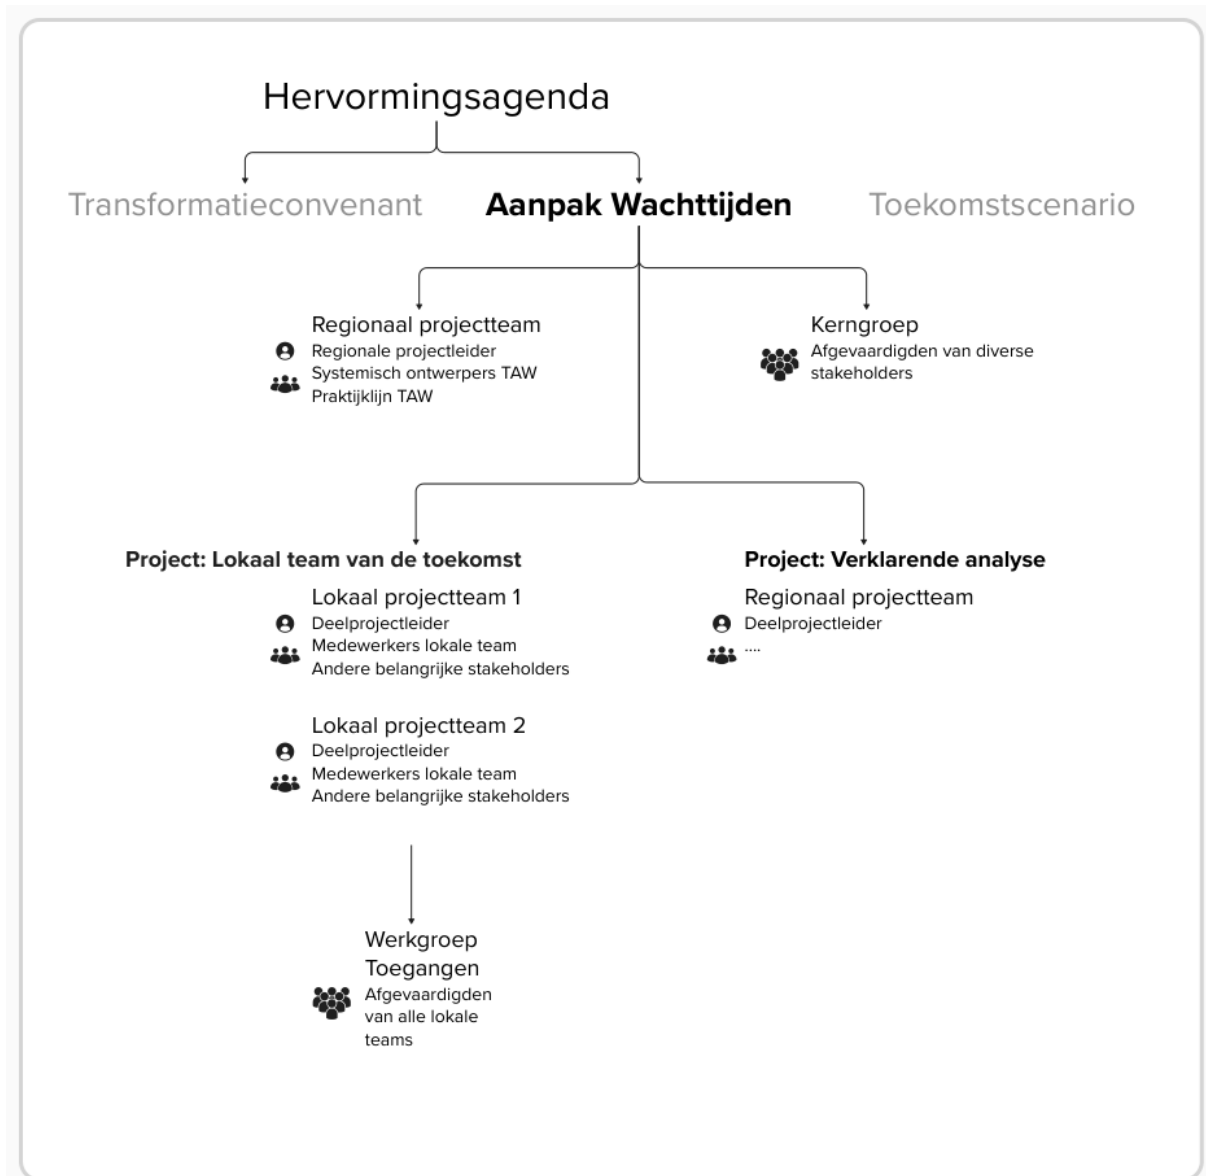 Hervormingsagenda
Transformatieconvenant
Aanpak Wachttijden
Toekomstscenario
Regionaal projectteam
Regionale projectleider
Systemisch ontwerpers TAW
Praktijklijn TAW
Kerngroep
Afgevaardigden van diverse
stakeholders
Project: Lokaal team van de toekomst
Lokaal projectteam 1
Deelprojectleider
Medewerkers lokale team
Andere belangrijke stakeholders
Lokaal projectteam 2
Deelprojectleider
Medewerkers lokale team
Andere belangrijke stakeholders
Werkgroep
Toegangen
Afgevaardigden
van alle lokale
teams
Project: Verklarende analyse
Regionaal projectteam
Deelprojectleider
....